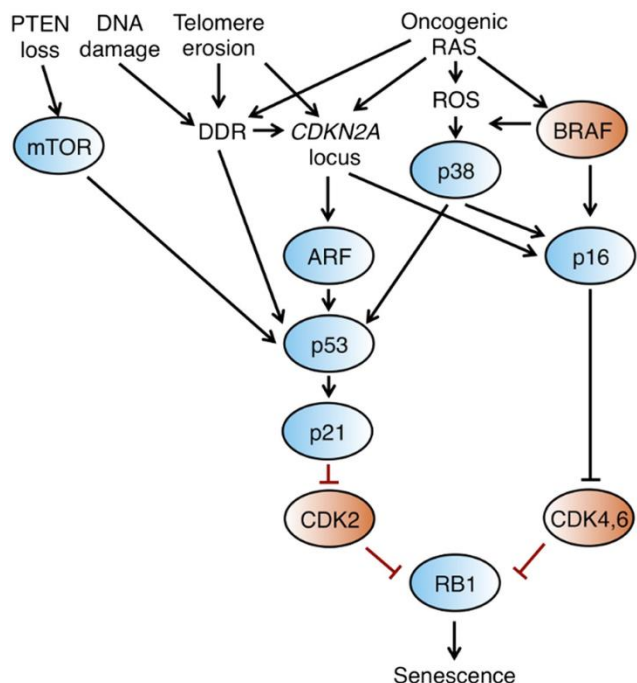 PTEN
loss
DNA
damage
Telomere
erosion
Oncogenic
RAS
ROS
BRAF
mTOR
DDR
CDKN2A
locus
p38
ARF
p16
p53
p21
CDK2
CDK4,6
RB1
Senescence